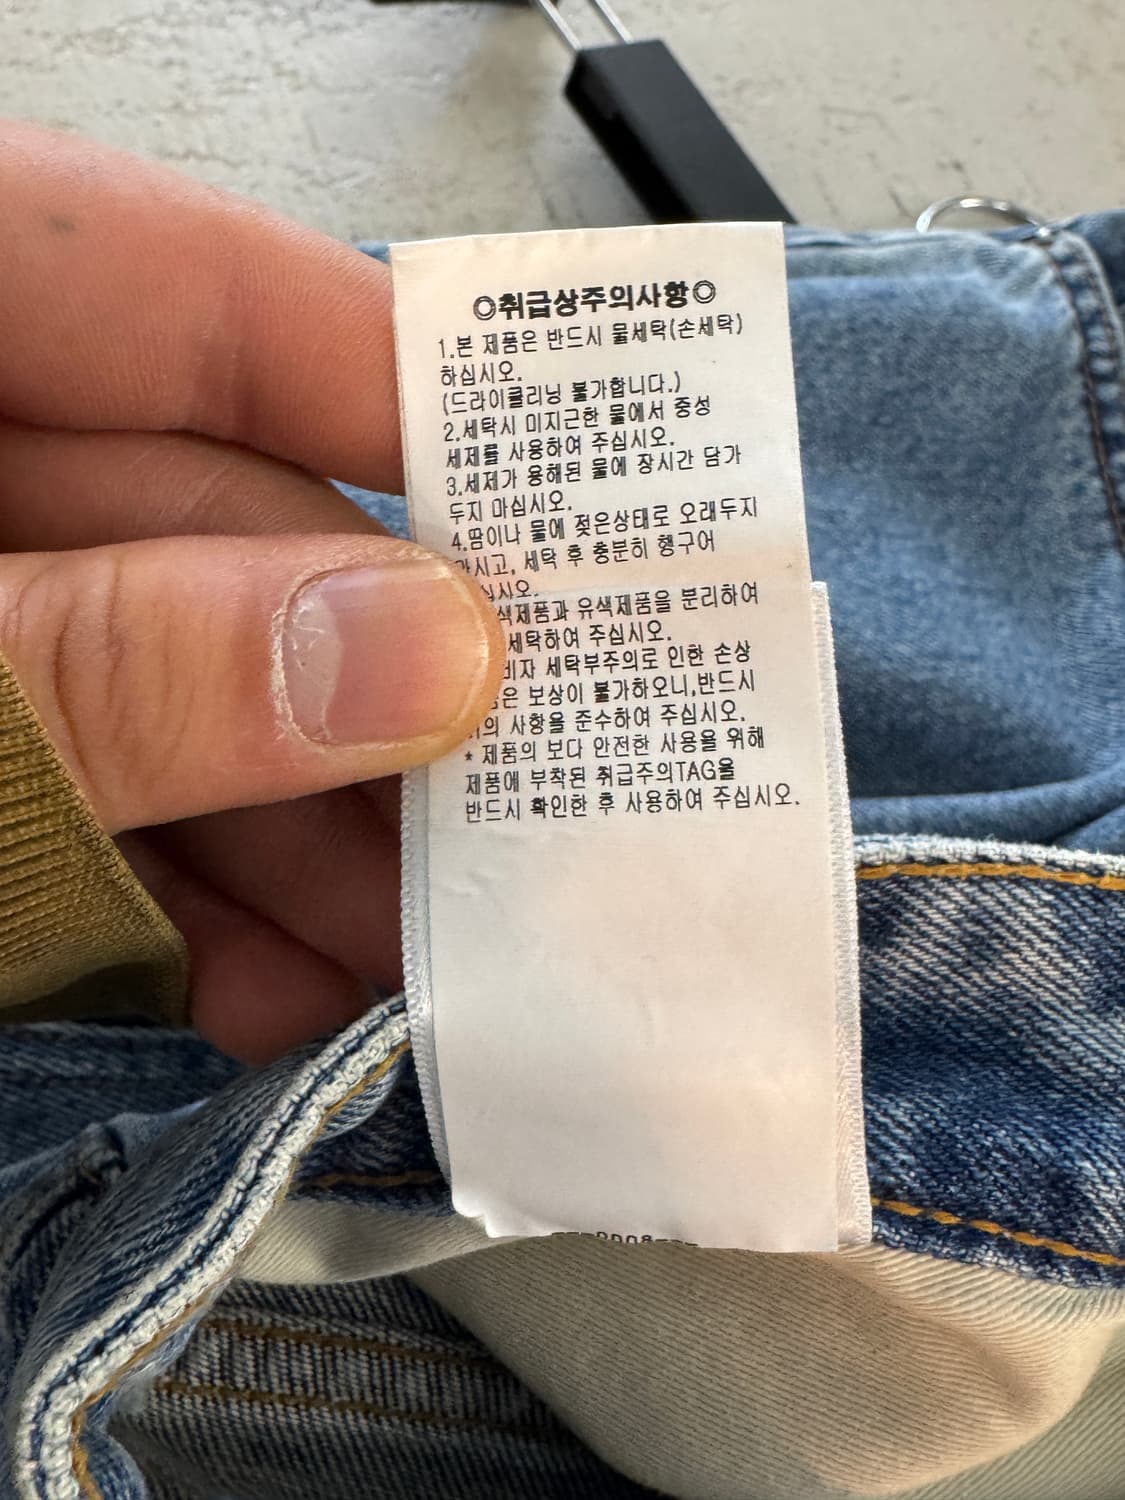 ◎취급상주의사항◎
1.본 제품은 반드시 물세탁(손세탁)
하십시오.
(드라이클리닝 불가합니다.)
2.세탁시 미지근한 물에서 중성
세제를 사용하여 주십시오.
3.세제가 용해된 물에 장시간 담가
두지 마십시오.
4.땀이나 물에 젖은상태로 오래두지
마시고, 세탁 후 충분히 헹구어
십시오.
색제품과 유색제품을 분리하여
세탁하여 주십시오.
비자 세탁부주의로 인한 손상
은 보상이 불가하오니,반드시
의 사항을 준수하여 주십시오.
* 제품의 보다 안전한 사용을 위해
제품에 부착된 취급주의TAG을
반드시 확인한 후 사용하여 주십시오.